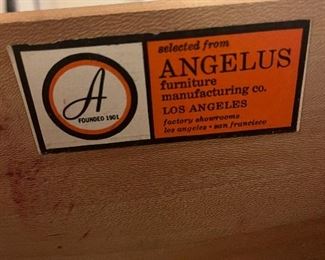 A
FOUNDED 1901
selected from
ANGELUS
furniture
manufacturing co.
LOS ANGELES
factory showrooms
los angeles • san francisco